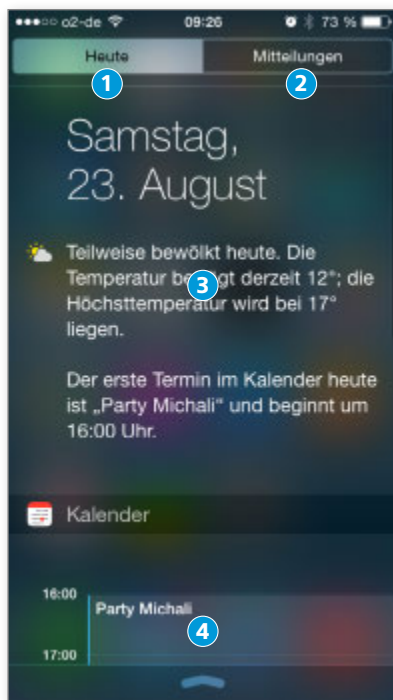 o2-de 09:26 73 %
Heute Mitteilungen
1 2
Samstag,
23. August
Teilweise bewölkt heute. Die
Temperatur be gt derzeit 12°; die
3
Höchsttemperatur wird bei 17°
liegen.
Der erste Termin im Kalender heute
ist „Party Michali“ und beginnt um
16:00 Uhr.
Kalender
16:00
Party Michali
4
17:00